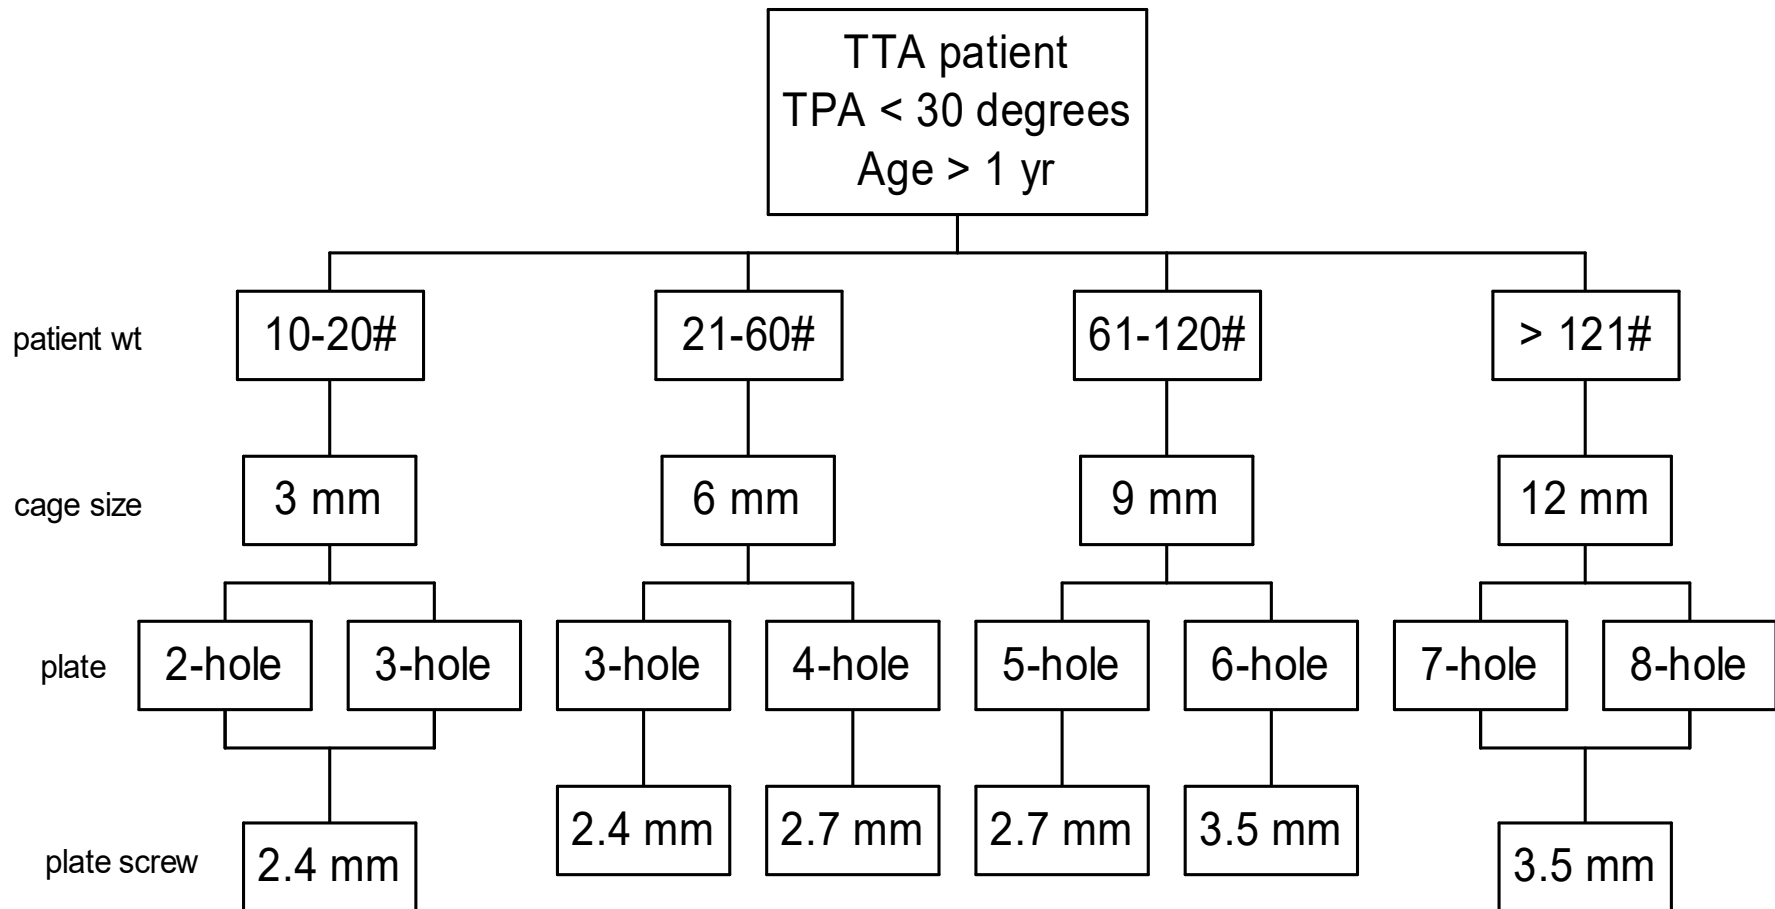 TTA patient
TPA < 30 degrees
Age > 1 yr
patient wt
10-20#
21-60#
61-120#
> 121#
cage size
3 mm
6 mm
9 mm
12 mm
plate
2-hole
3-hole
3-hole
4-hole
5-hole
6-hole
7-hole
8-hole
plate screw
2.4 mm
2.4 mm
2.7 mm
2.7 mm
3.5 mm
3.5 mm